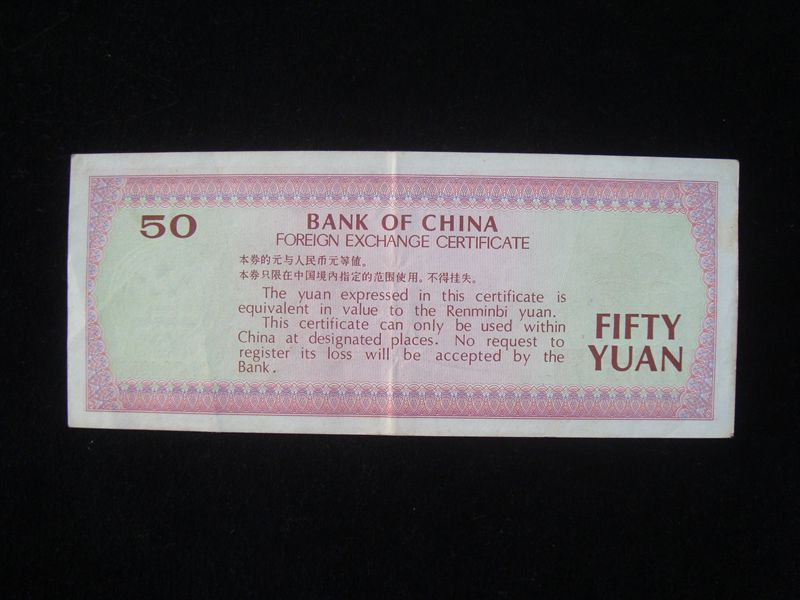 50
BANK OF CHINA
FOREIGN EXCHANGE CERTIFICATE
本券的元与人民币元等值。
本券只限在中国境内指定的范围使用。不得挂失。
The yuan expressed in this certificate is
equivalent in value to the Renminbi yuan.
This certificate can only be used within
China at designated places. No request to
register its loss will be accepted by the
Bank.
FIFTY
YUAN